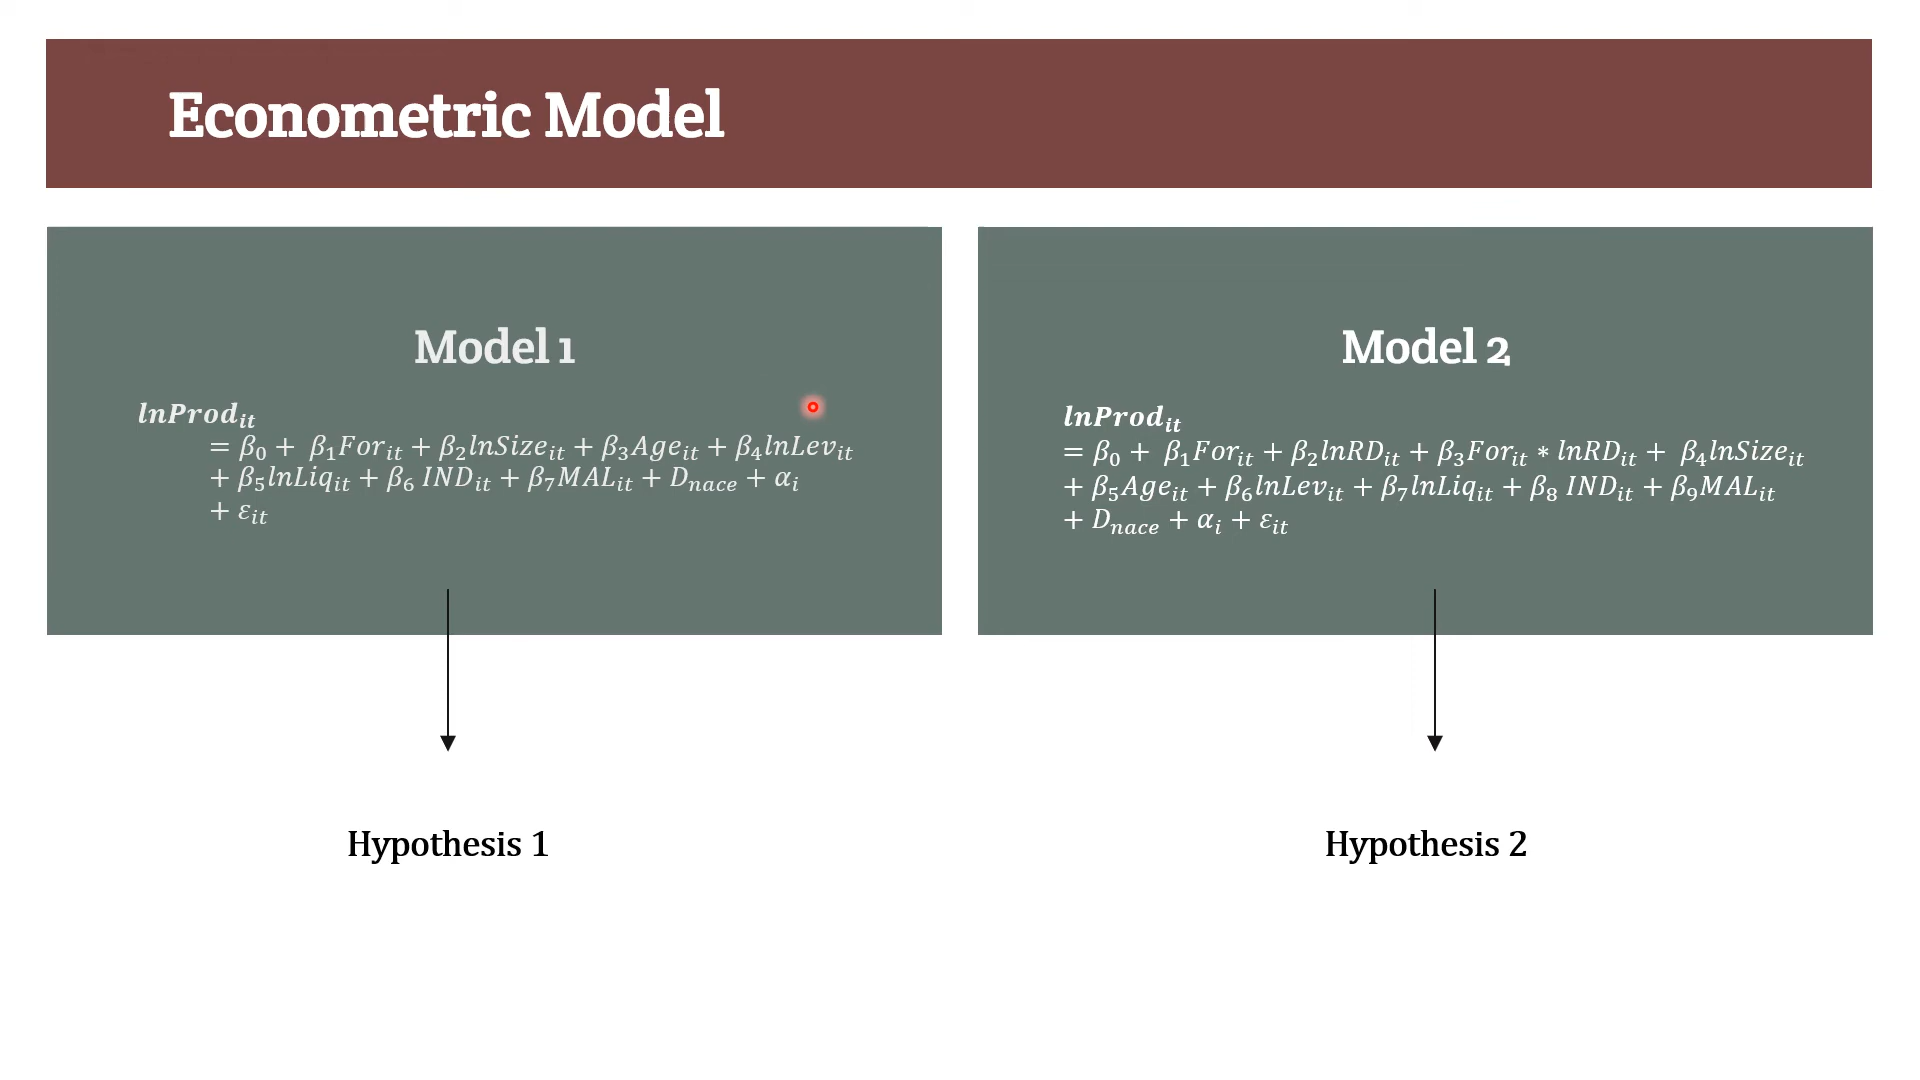 Econometric Model
Model 1
lnProd_it
= β_0 + β_1For_it + β_2lnSize_it + β_3Age_it + β_4lnLev_it
+ β_5lnLiq_it + β_6 IND_it + β_7MAL_it + D_nace + α_i
+ ε_it
Hypothesis 1
Model 2
lnProd_it
= β_0 + β_1For_it + β_2lnRD_it + β_3For_it * lnRD_it + β_4lnSize_it
+ β_5Age_it + β_6lnLev_it + β_7lnLiq_it + β_8 IND_it + β_9MAL_it
+ D_nace + α_i + ε_it
Hypothesis 2